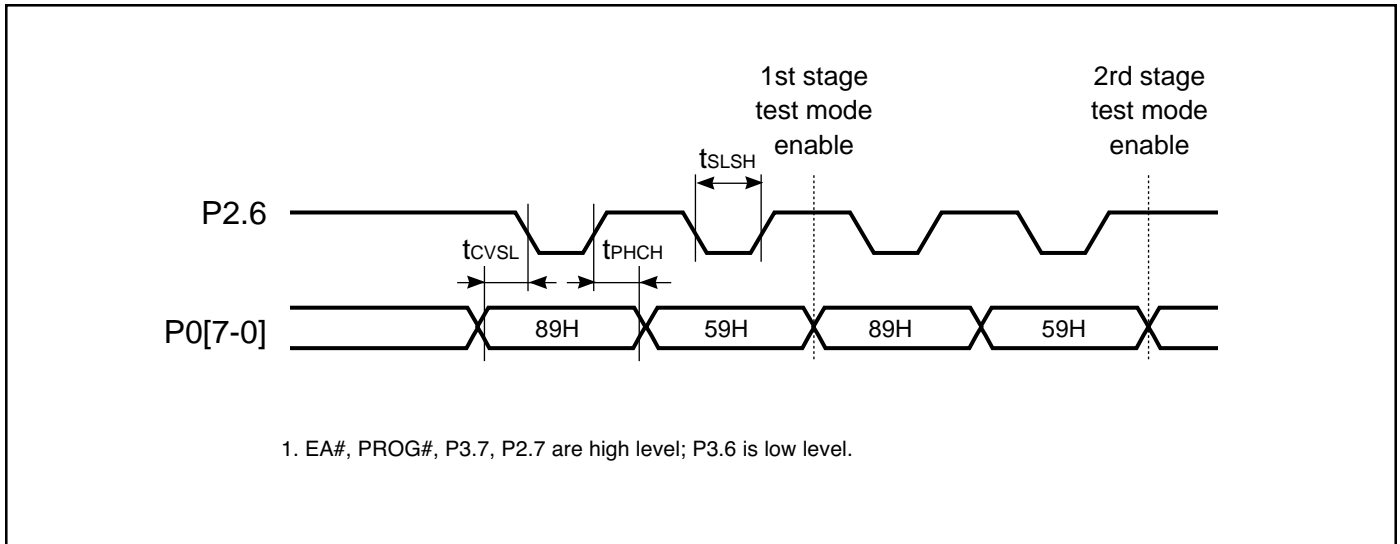 1st stage
test mode
enable
2rd stage
test mode
enable
tSLSH
P2.6
tCVSL
tPHCH
P0[7-0]
89H
59H
89H
59H
1. EA#, PROG#, P3.7, P2.7 are high level; P3.6 is low level.